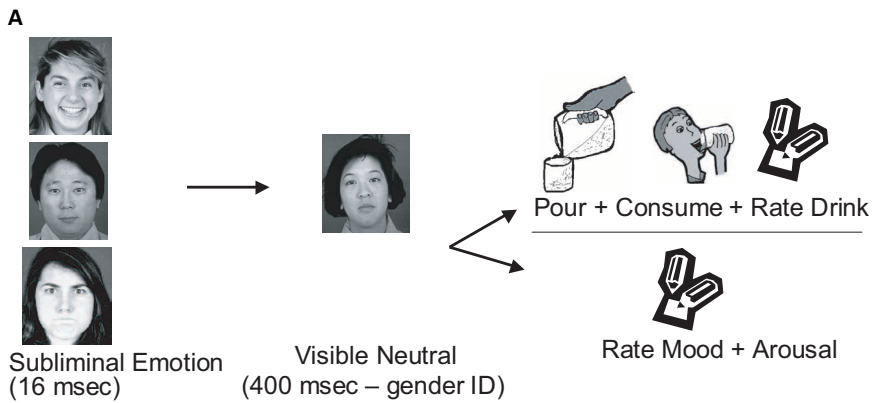 A
Pour + Consume + Rate Drink
Rate Mood + Arousal
Subliminal Emotion
(16 msec)
Visible Neutral
(400 msec – gender ID)